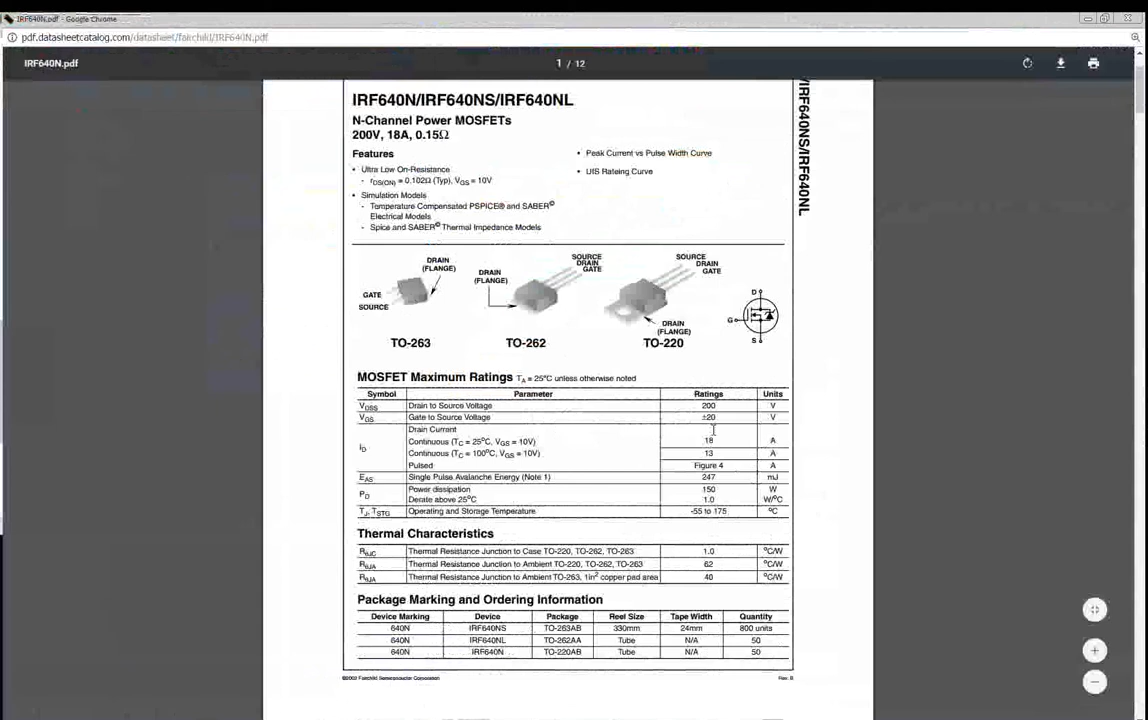 IRF640N.pdf - Google Chrome
pdf.datasheetcatalog.com/datasheet/fairchild/IRF640N.pdf
IRF640N.pdf
1 / 12
IRF640N/IRF640NS/IRF640NL
N-Channel Power MOSFETs
200V, 18A, 0.15Ω
Features
• Ultra Low On-Resistance
- rDS(ON) = 0.102Ω (Typ), VGS = 10V
• Simulation Models
- Temperature Compensated PSPICE® and SABER©
Electrical Models
- Spice and SABER© Thermal Impedance Models
• Peak Current vs Pulse Width Curve
• UIS Rateing Curve
/IRF640NS/IRF640NL
DRAIN
(FLANGE)
GATE
SOURCE
TO-263
DRAIN
(FLANGE)
SOURCE
DRAIN
GATE
TO-262
SOURCE
DRAIN
GATE
DRAIN
(FLANGE)
TO-220
D
G
S
MOSFET Maximum Ratings TA = 25°C unless otherwise noted
Symbol Parameter Ratings Units
VDSS Drain to Source Voltage 200 V
VGS Gate to Source Voltage ±20 V
Drain Current
ID Continuous (TC = 25°C, VGS = 10V) 18 A
Continuous (TC = 100°C, VGS = 10V) 13 A
Pulsed Figure 4 A
EAS Single Pulse Avalanche Energy (Note 1) 247 mJ
PD Power dissipation 150 W
Derate above 25°C 1.0 W/°C
TJ, TSTG Operating and Storage Temperature -55 to 175 °C
Thermal Characteristics
RθJC Thermal Resistance Junction to Case TO-220, TO-262, TO-263 1.0 °C/W
RθJA Thermal Resistance Junction to Ambient TO-220, TO-262, TO-263 62 °C/W
RθJA Thermal Resistance Junction to Ambient TO-263, 1in2 copper pad area 40 °C/W
Package Marking and Ordering Information
Device Marking Device Package Reel Size Tape Width Quantity
640N IRF640NS TO-263AB 330mm 24mm 800 units
640N IRF640NL TO-262AA Tube N/A 50
640N IRF640N TO-220AB Tube N/A 50
©2002 Fairchild Semiconductor Corporation Rev. B